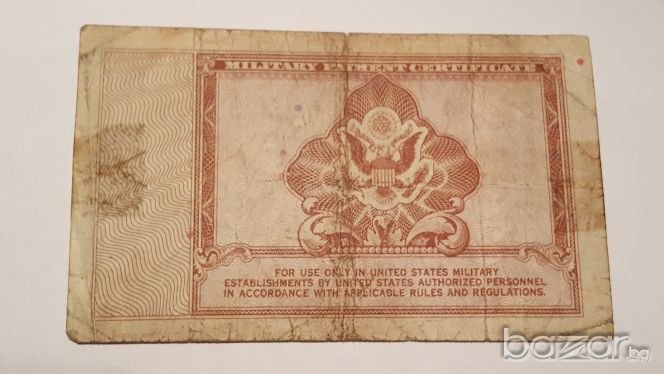 MILITARY PAYMENT CERTIFICATE
FOR USE ONLY IN UNITED STATES MILITARY
ESTABLISHMENTS BY UNITED STATES AUTHORIZED PERSONNEL
IN ACCORDANCE WITH APPLICABLE RULES AND REGULATIONS.
bazar.bg